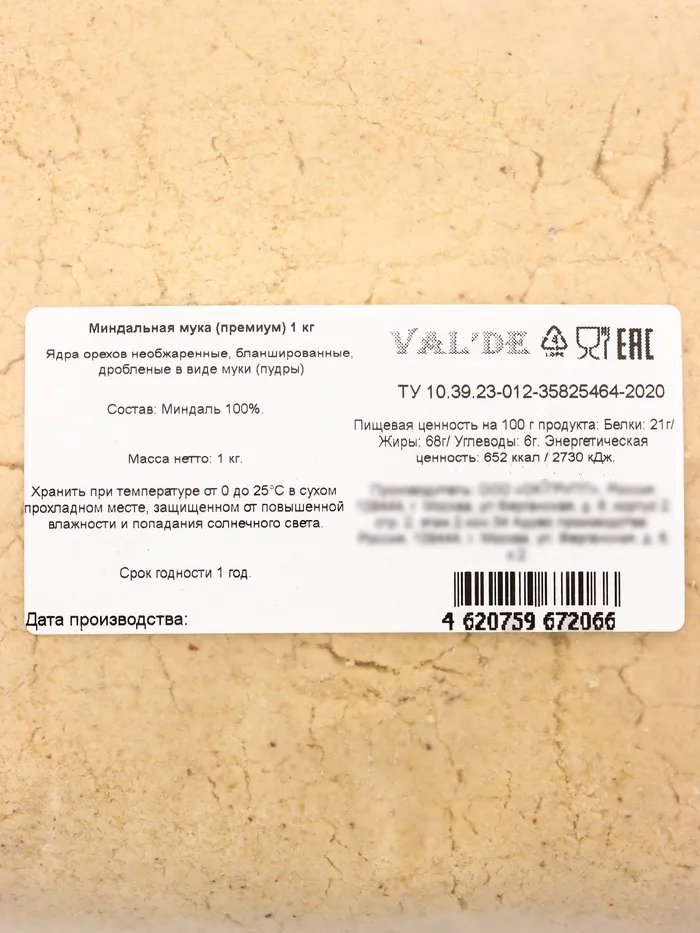 Миндальная мука (премиум) 1 кг
Ядра орехов необжаренные, бланшированные,
дробленые в виде муки (пудры)
Состав: Миндаль 100%.
Масса нетто: 1 кг.
Хранить при температуре от 0 до 25°С в сухом
прохладном месте, защищенном от повышенной
влажности и попадания солнечного света.
Срок годности 1 год.
Дата производства:
VAL'DE
4
EAC
ТУ 10.39.23-012-35825464-2020
Пищевая ценность на 100 г продукта: Белки: 21г/
Жиры: 68г/ Углеводы: 6г. Энергетическая
ценность: 652 ккал / 2730 кДж.
4 620759 672066